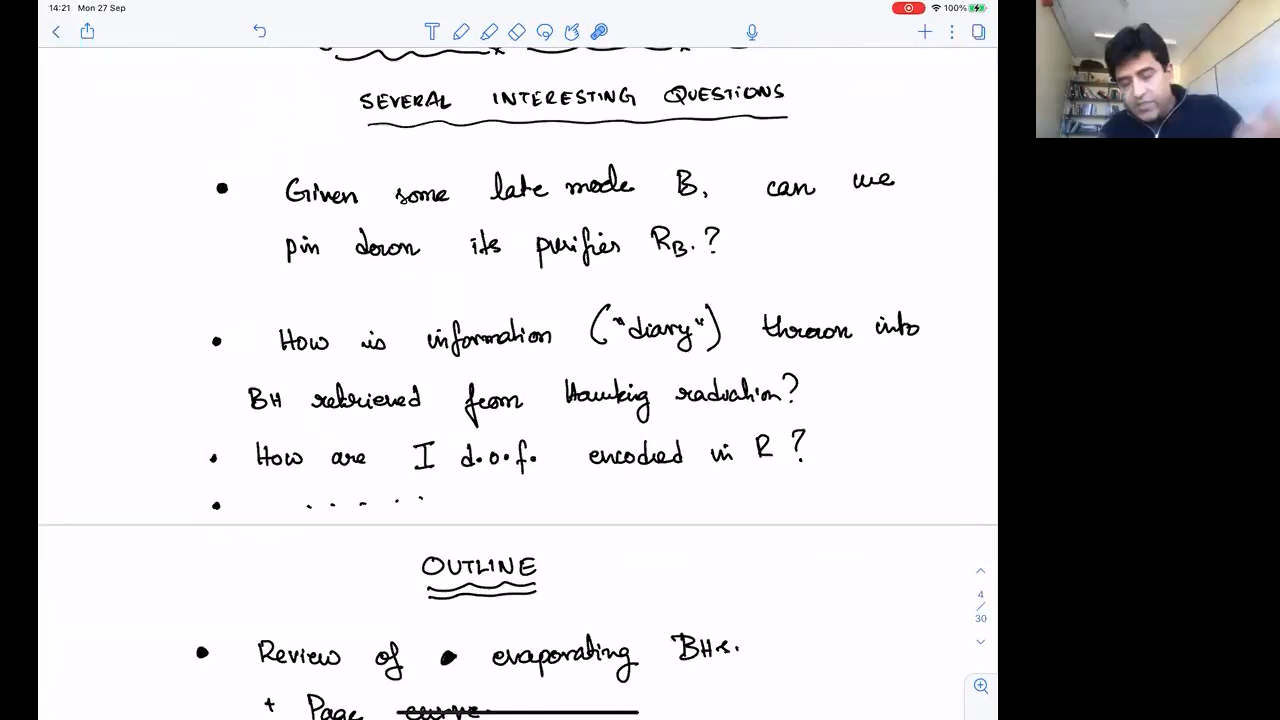 14:21 Mon 27 Sep
100%
SEVERAL INTERESTING QUESTIONS
• Given some late mode B, can we
pin down its purifier R_B.?
• How is information ("diary") thrown into
BH retrieved from Hawking radiation?
• How are I d.o.f. encoded in R?
• .....
OUTLINE
4
/
30
• Review of • evaporating BHs.
+ Page curve